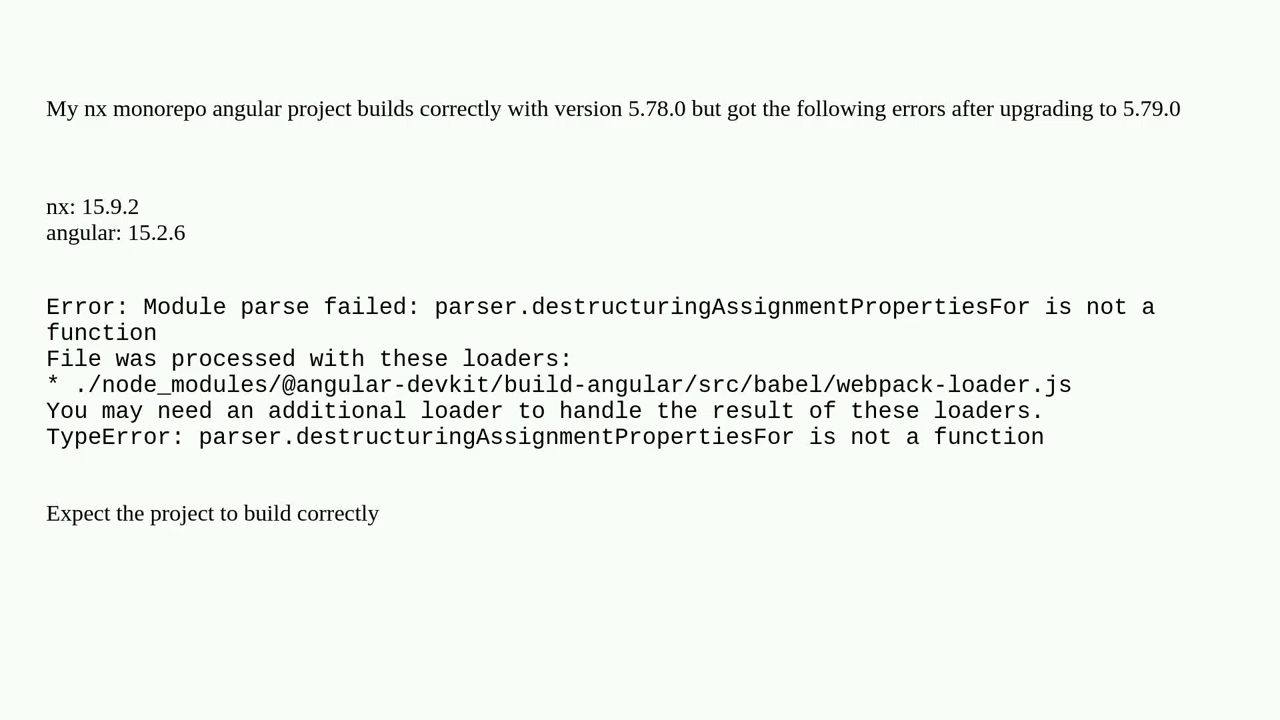 My nx monorepo angular project builds correctly with version 5.78.0 but got the following errors after upgrading to 5.79.0
nx: 15.9.2
angular: 15.2.6
Error: Module parse failed: parser.destructuringAssignmentPropertiesFor is not a
function
File was processed with these loaders:
* ./node_modules/@angular-devkit/build-angular/src/babel/webpack-loader.js
You may need an additional loader to handle the result of these loaders.
TypeError: parser.destructuringAssignmentPropertiesFor is not a function
Expect the project to build correctly